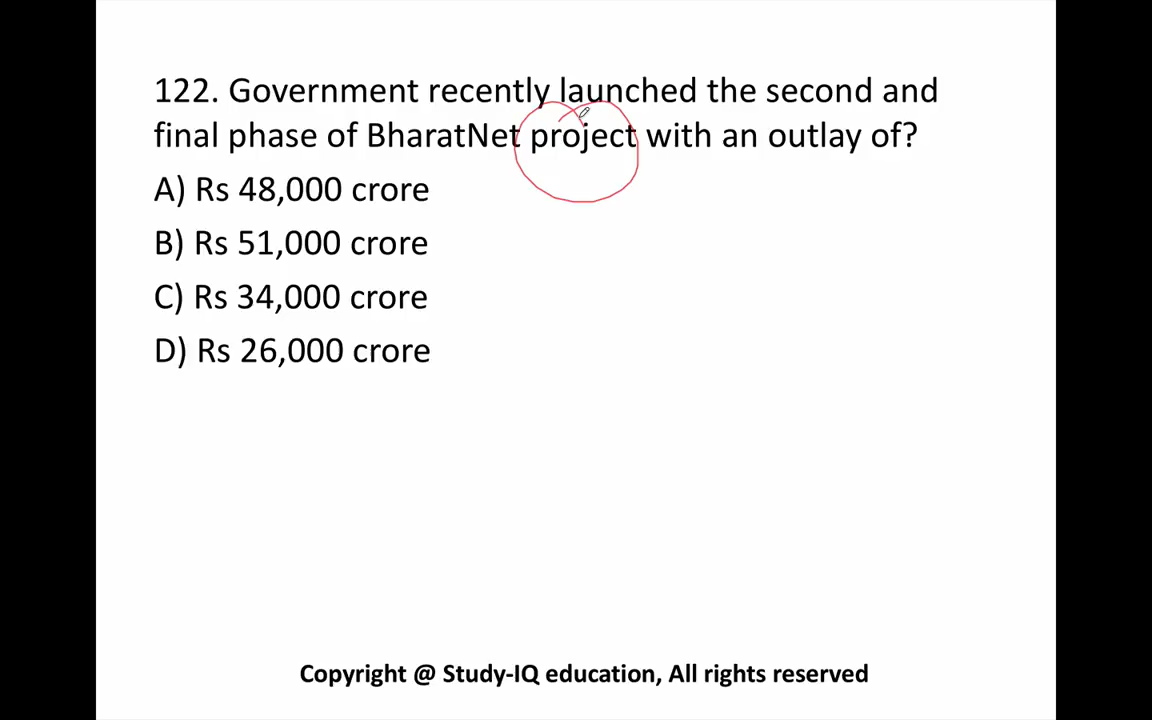 122. Government recently launched the second and
final phase of BharatNet project with an outlay of?
A) Rs 48,000 crore
B) Rs 51,000 crore
C) Rs 34,000 crore
D) Rs 26,000 crore
Copyright @ Study-IQ education, All rights reserved